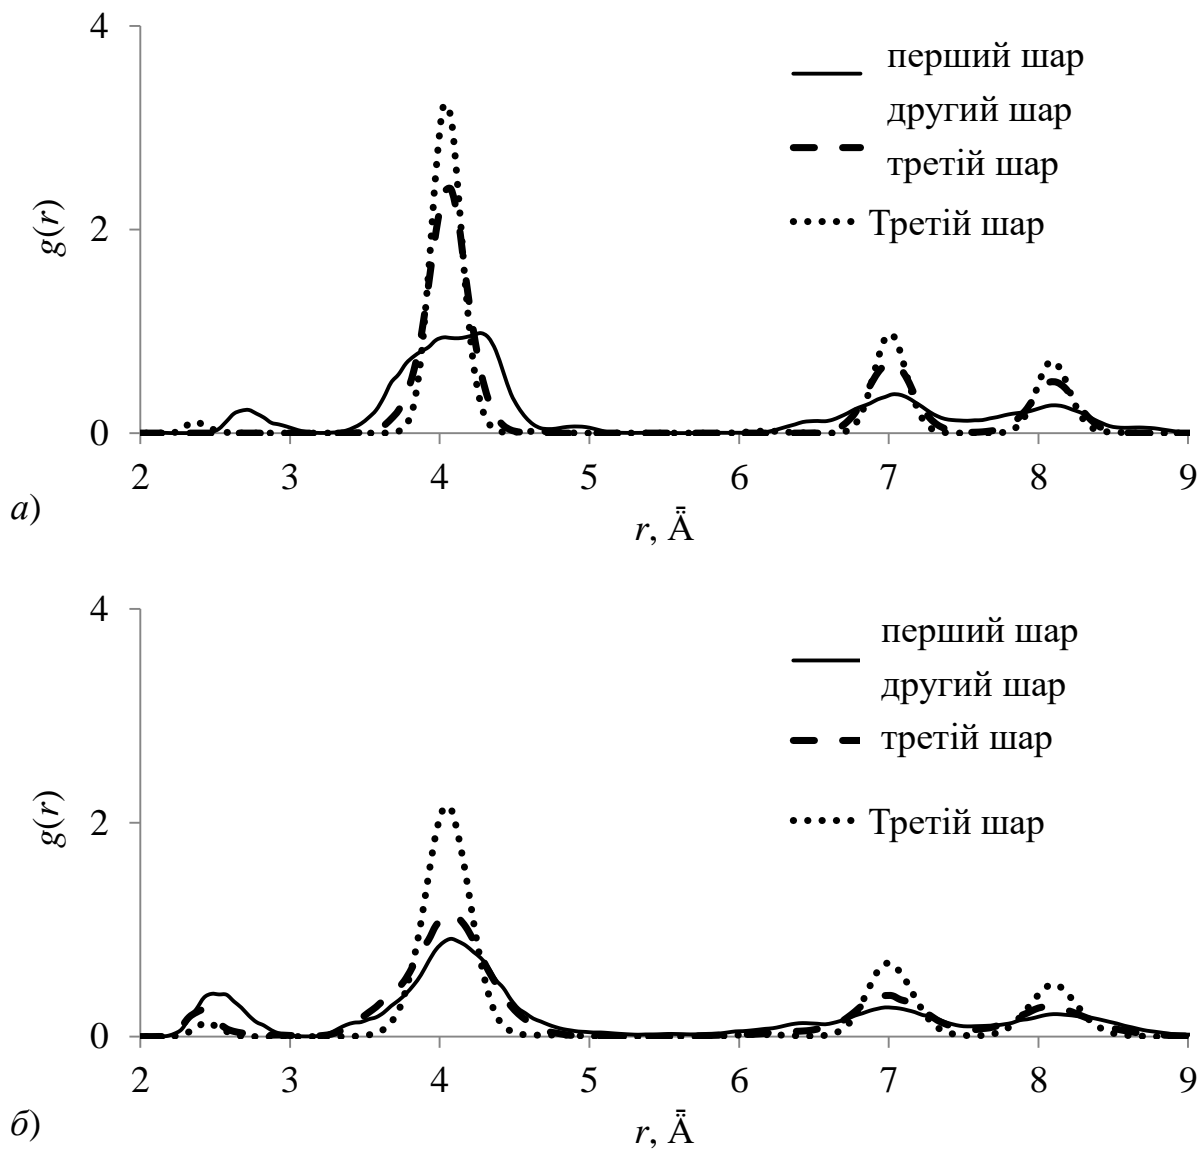 4
перший шар
другий шар
третій шар
2
Третій шар
g(r)
0
2 3 4 5 6 7 8 9
а)
r, Å
4
перший шар
другий шар
третій шар
2
Третій шар
g(r)
0
2 3 4 5 6 7 8 9
r, Å
б)